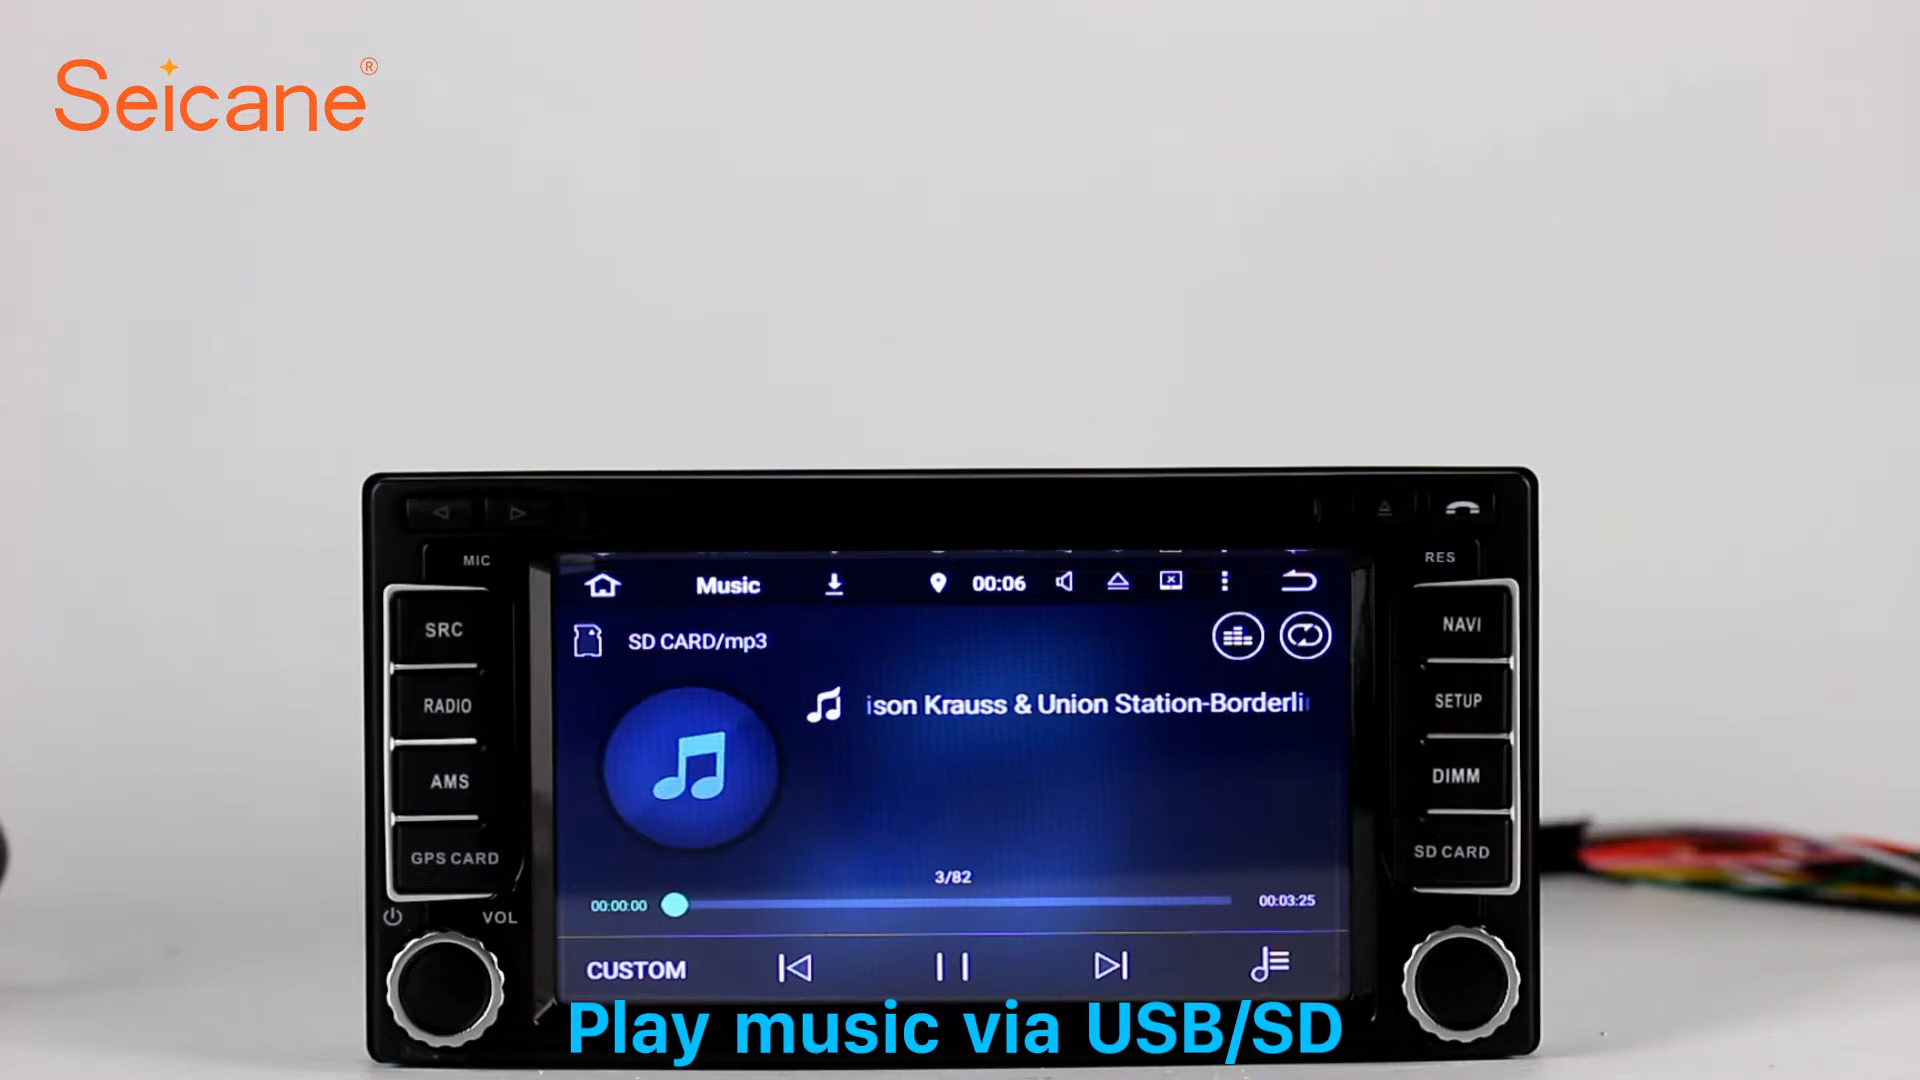 Seicane®
MIC
RES
SRC
RADIO
AMS
GPS CARD
VOL
NAVI
SETUP
DIMM
SD CARD
Music
00:06
SD CARD/mp3
ison Krauss & Union Station-Borderli
3/82
00:00:00
00:03:25
CUSTOM
Play music via USB/SD